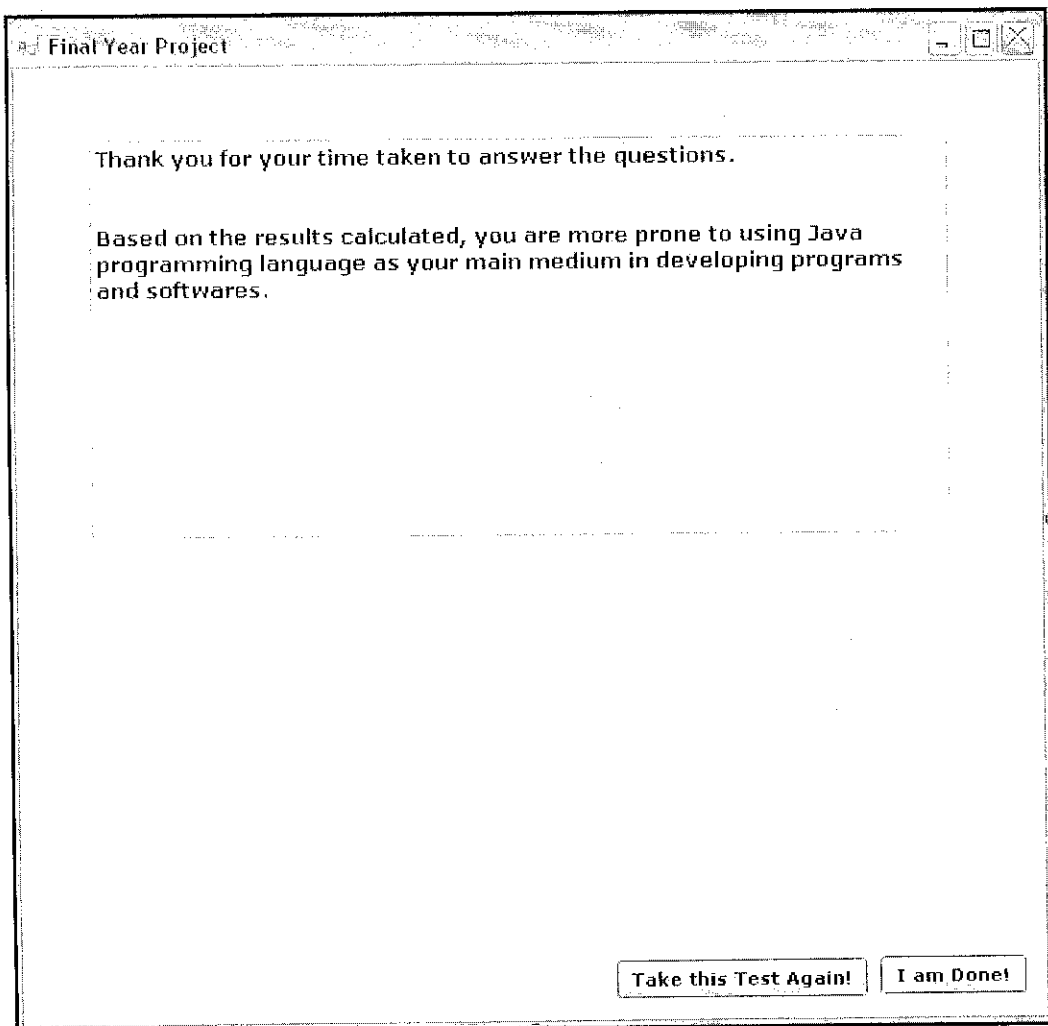 Final Year Project
Thank you for your time taken to answer the questions.
Based on the results calculated, you are more prone to using Java
programming language as your main medium in developing programs
and softwares.
Take this Test Again!
I am Done!